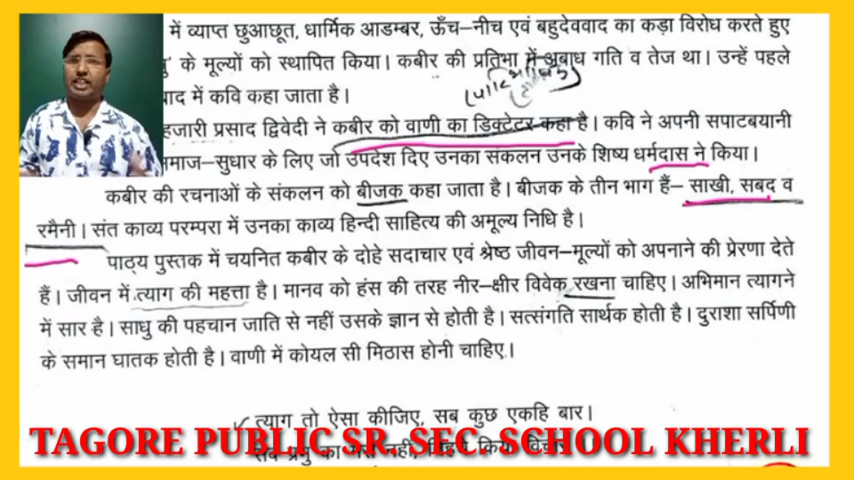 में व्याप्त छुआछूत, धार्मिक आडम्बर, ऊँच–नीच एवं बहुदेववाद का कड़ा विरोध करते हुए
के मूल्यों को स्थापित किया। कबीर की प्रतिभा में अबाध गति व तेज था। उन्हें पहले
में कवि कहा जाता है।
हजारी प्रसाद द्विवेदी ने कबीर को वाणी का डिक्टेटर कहा है। कवि ने अपनी सपाटबयानी
समाज–सुधार के लिए जो उपदेश दिए उनका संकलन उनके शिष्य धर्मदास ने किया।
कबीर की रचनाओं के संकलन को बीजक कहा जाता है। बीजक के तीन भाग हैं– साखी, सबद व
रमैनी। संत काव्य परम्परा में उनका काव्य हिन्दी साहित्य की अमूल्य निधि है।
पाठ्य पुस्तक में चयनित कबीर के दोहे सदाचार एवं श्रेष्ठ जीवन–मूल्यों को अपनाने की प्रेरणा देते
हैं। जीवन में त्याग की महत्ता है। मानव को हंस की तरह नीर–क्षीर विवेक रखना चाहिए। अभिमान त्यागने
में सार है। साधु की पहचान जाति से नहीं उसके ज्ञान से होती है। सत्संगति सार्थक होती है। दुराशा सर्पिणी
के समान घातक होती है। वाणी में कोयल सी मिठास होनी चाहिए।
त्याग तो ऐसा कीजिए, सब कुछ एकहि बार।
TAGORE PUBLIC SR. SEC. SCHOOL KHERLI